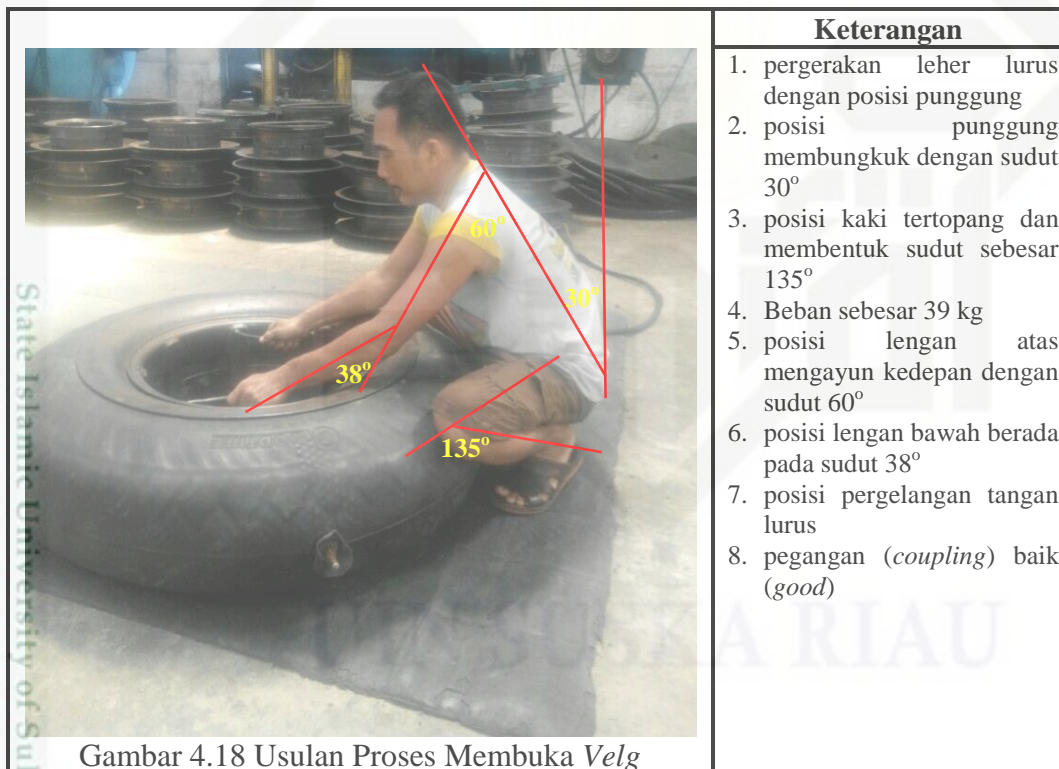 Keterangan
1. pergerakan leher lurus
dengan posisi punggung
2. posisi punggung
membungkuk dengan sudut
30°
3. posisi kaki tertopang dan
membentuk sudut sebesar
135°
4. Beban sebesar 39 kg
5. posisi lengan atas
mengayun kedepan dengan
sudut 60°
6. posisi lengan bawah berada
pada sudut 38°
7. posisi pergelangan tangan
lurus
8. pegangan (coupling) baik
(good)
60°
30°
38°
135°
Gambar 4.18 Usulan Proses Membuka Velg
State Islamic University of Sul
UIN SUSKA RIAU